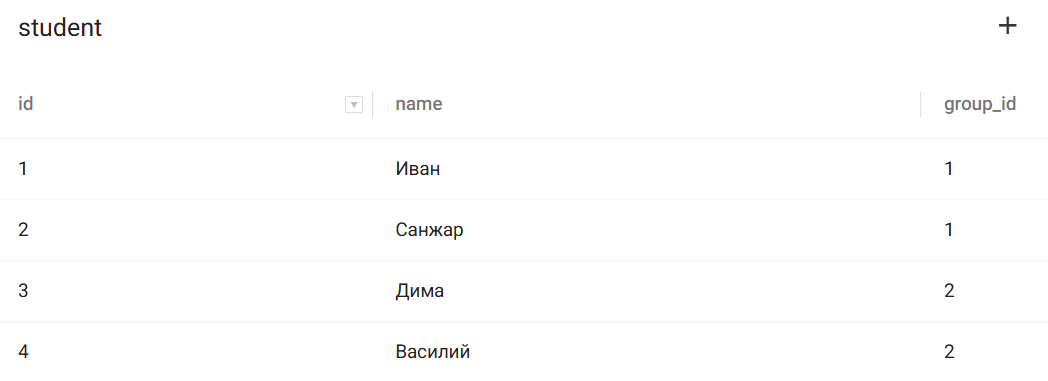 student +
id name group_id
1 Иван 1
2 Санжар 1
3 Дима 2
4 Василий 2